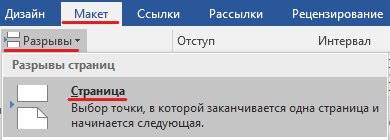 Дизайн Макет Ссылки Рассылки Рецензирование
Разрывы Отступ Интервал
Разрывы страниц
Страница
Выбор точки, в которой заканчивается одна страница и
начинается следующая.